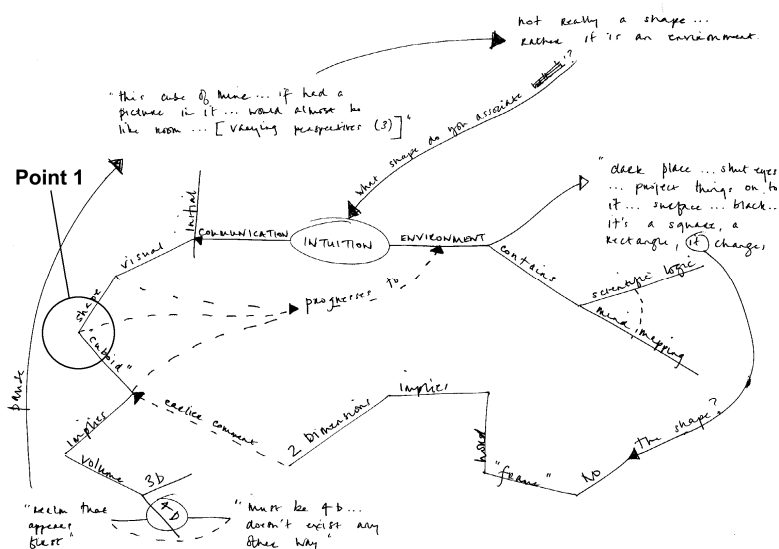 not really a shape...
rather it is an environment.
"this cube of mine... if had a
picture in it... would almost be
like room... [varying perspectives (3)]"
what shape do you associate with it?
Point 1
"dark place... shut eyes
... project things on to
it... surface... black...
it's a square, a
rectangle, it changes
initial
COMMUNICATION
INTUITION
ENVIRONMENT
visual
contains
shape
scientific logic
progresses to
mind mapping
"cuboid"
pause
implies
implies
earlier comment
2 Dimensions
the shape?
word
volume
"frame"
No
3D
4D
"realm that
appears
first"
"must be 4D...
doesn't exist any
other way"